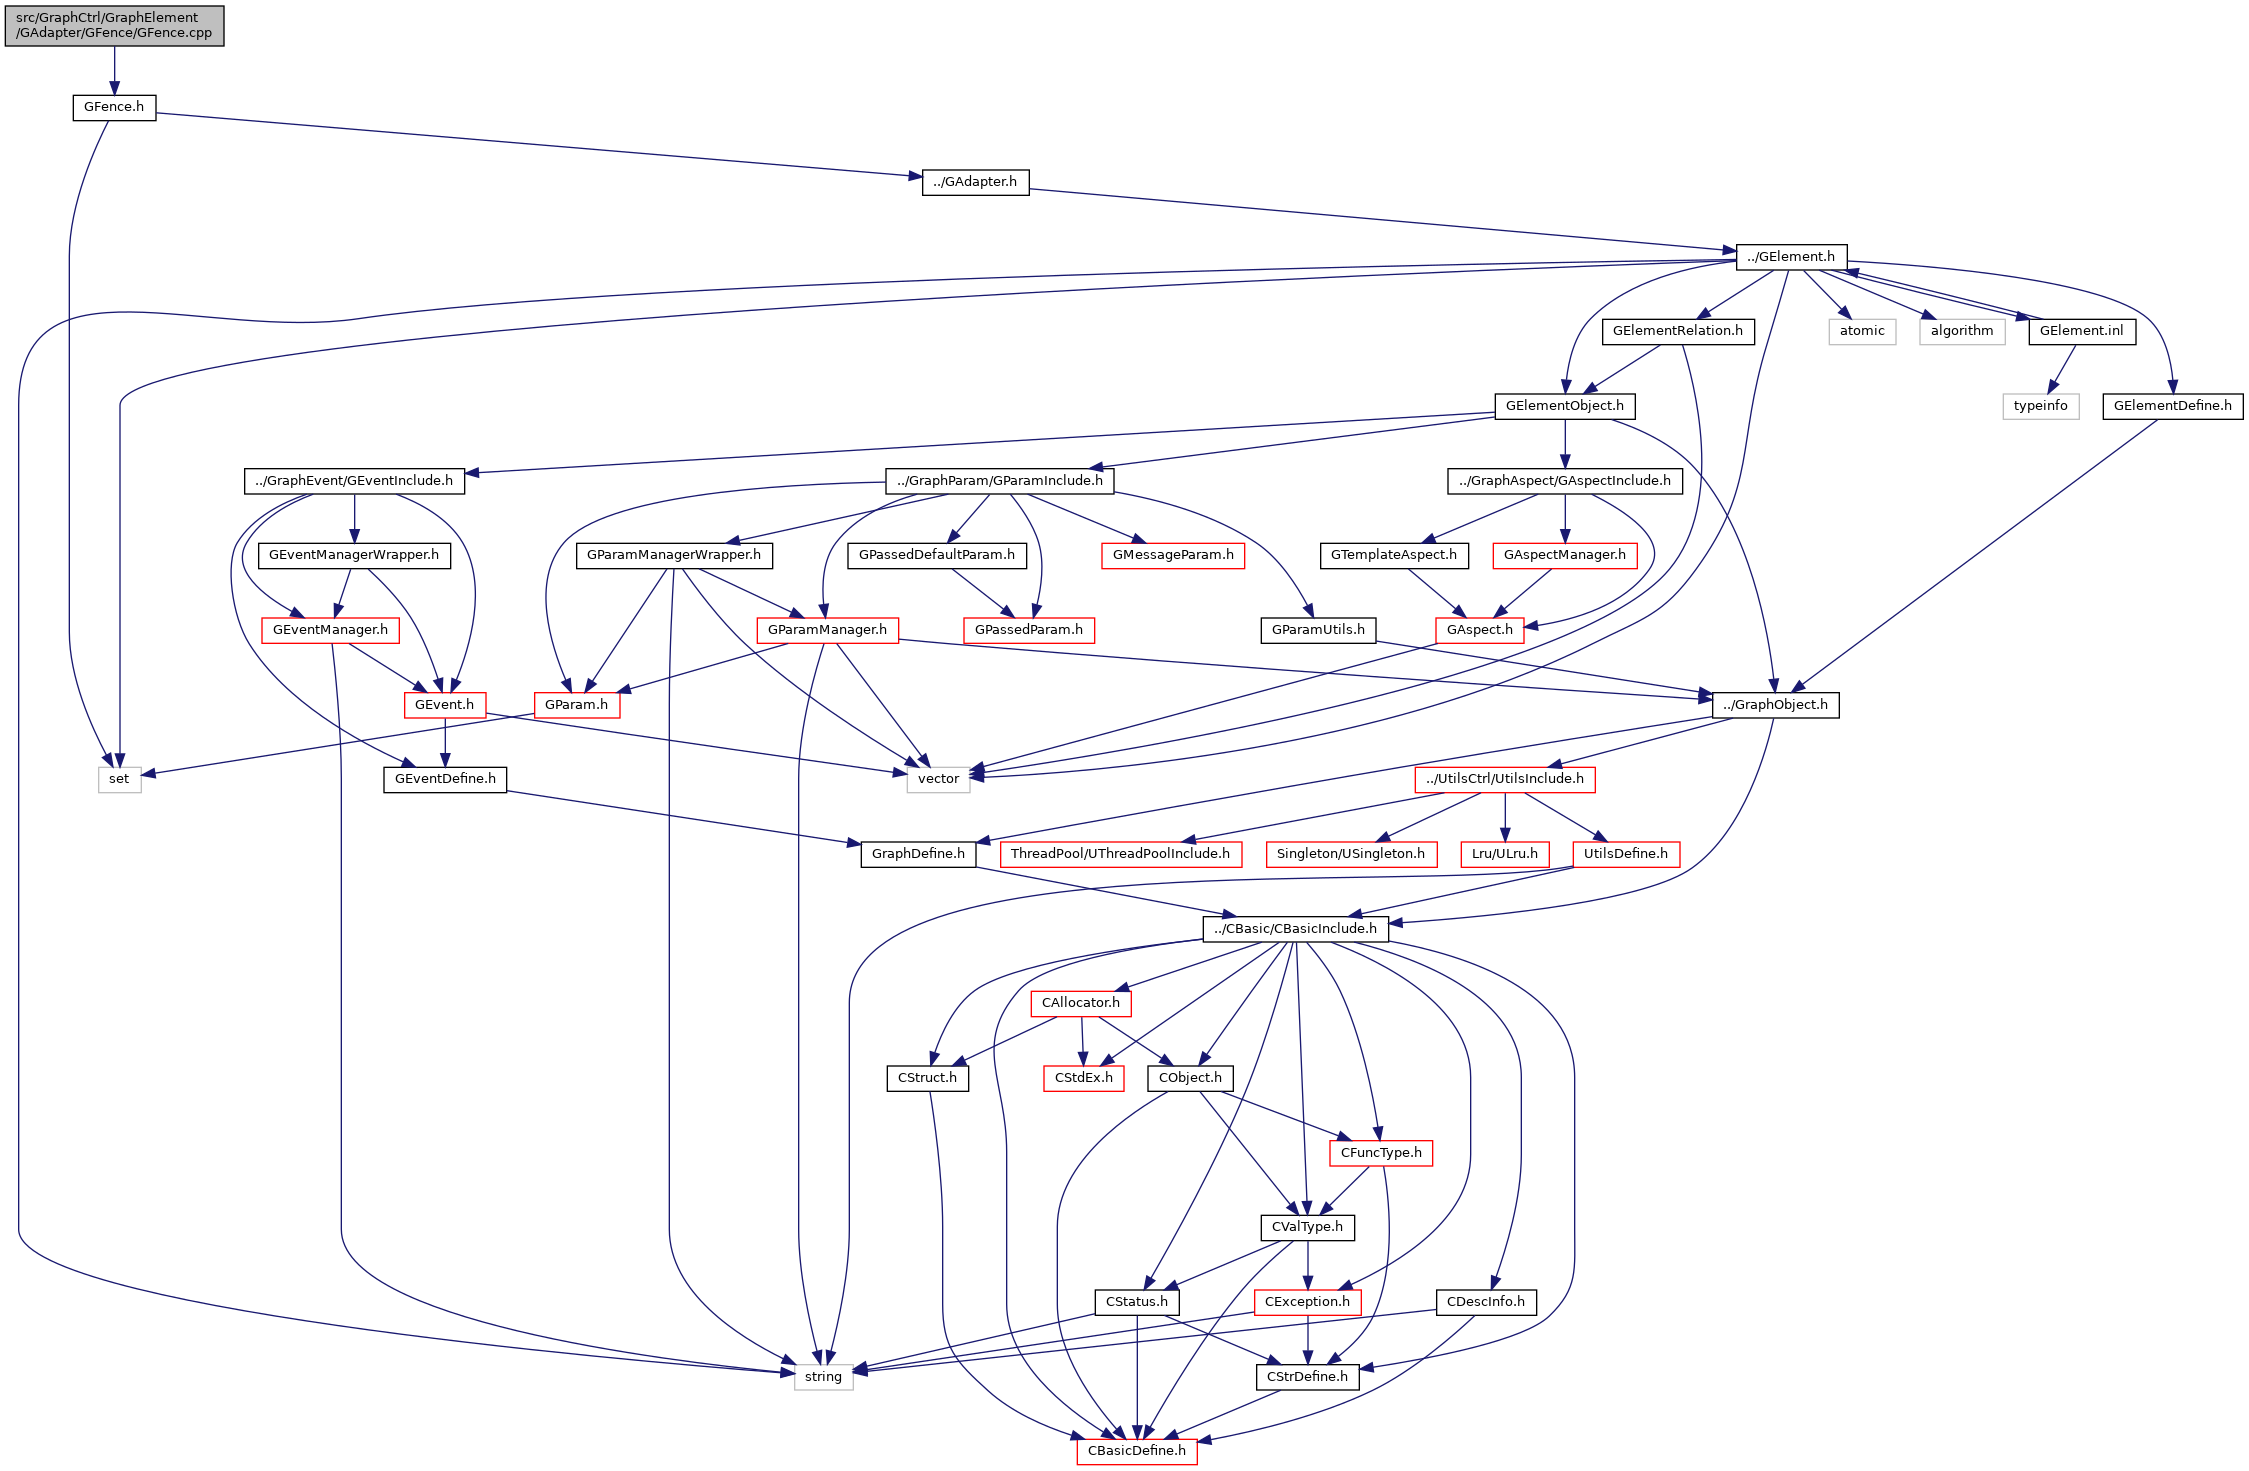 src/GraphCtrl/GraphElement
/GAdapter/GFence/GFence.cpp
GFence.h
../GAdapter.h
../GElement.h
GElementRelation.h
atomic
algorithm
GElement.inl
GElementObject.h
typeinfo
GElementDefine.h
../GraphEvent/GEventInclude.h
../GraphParam/GParamInclude.h
../GraphAspect/GAspectInclude.h
GEventManagerWrapper.h
GParamManagerWrapper.h
GPassedDefaultParam.h
GMessageParam.h
GTemplateAspect.h
GAspectManager.h
GEventManager.h
GParamManager.h
GPassedParam.h
GParamUtils.h
GAspect.h
GEvent.h
GParam.h
../GraphObject.h
set
GEventDefine.h
vector
../UtilsCtrl/UtilsInclude.h
GraphDefine.h
ThreadPool/UThreadPoolInclude.h
Singleton/USingleton.h
Lru/ULru.h
UtilsDefine.h
../CBasic/CBasicInclude.h
CAllocator.h
CStruct.h
CStdEx.h
CObject.h
CFuncType.h
CValType.h
CStatus.h
CException.h
CDescInfo.h
string
CStrDefine.h
CBasicDefine.h